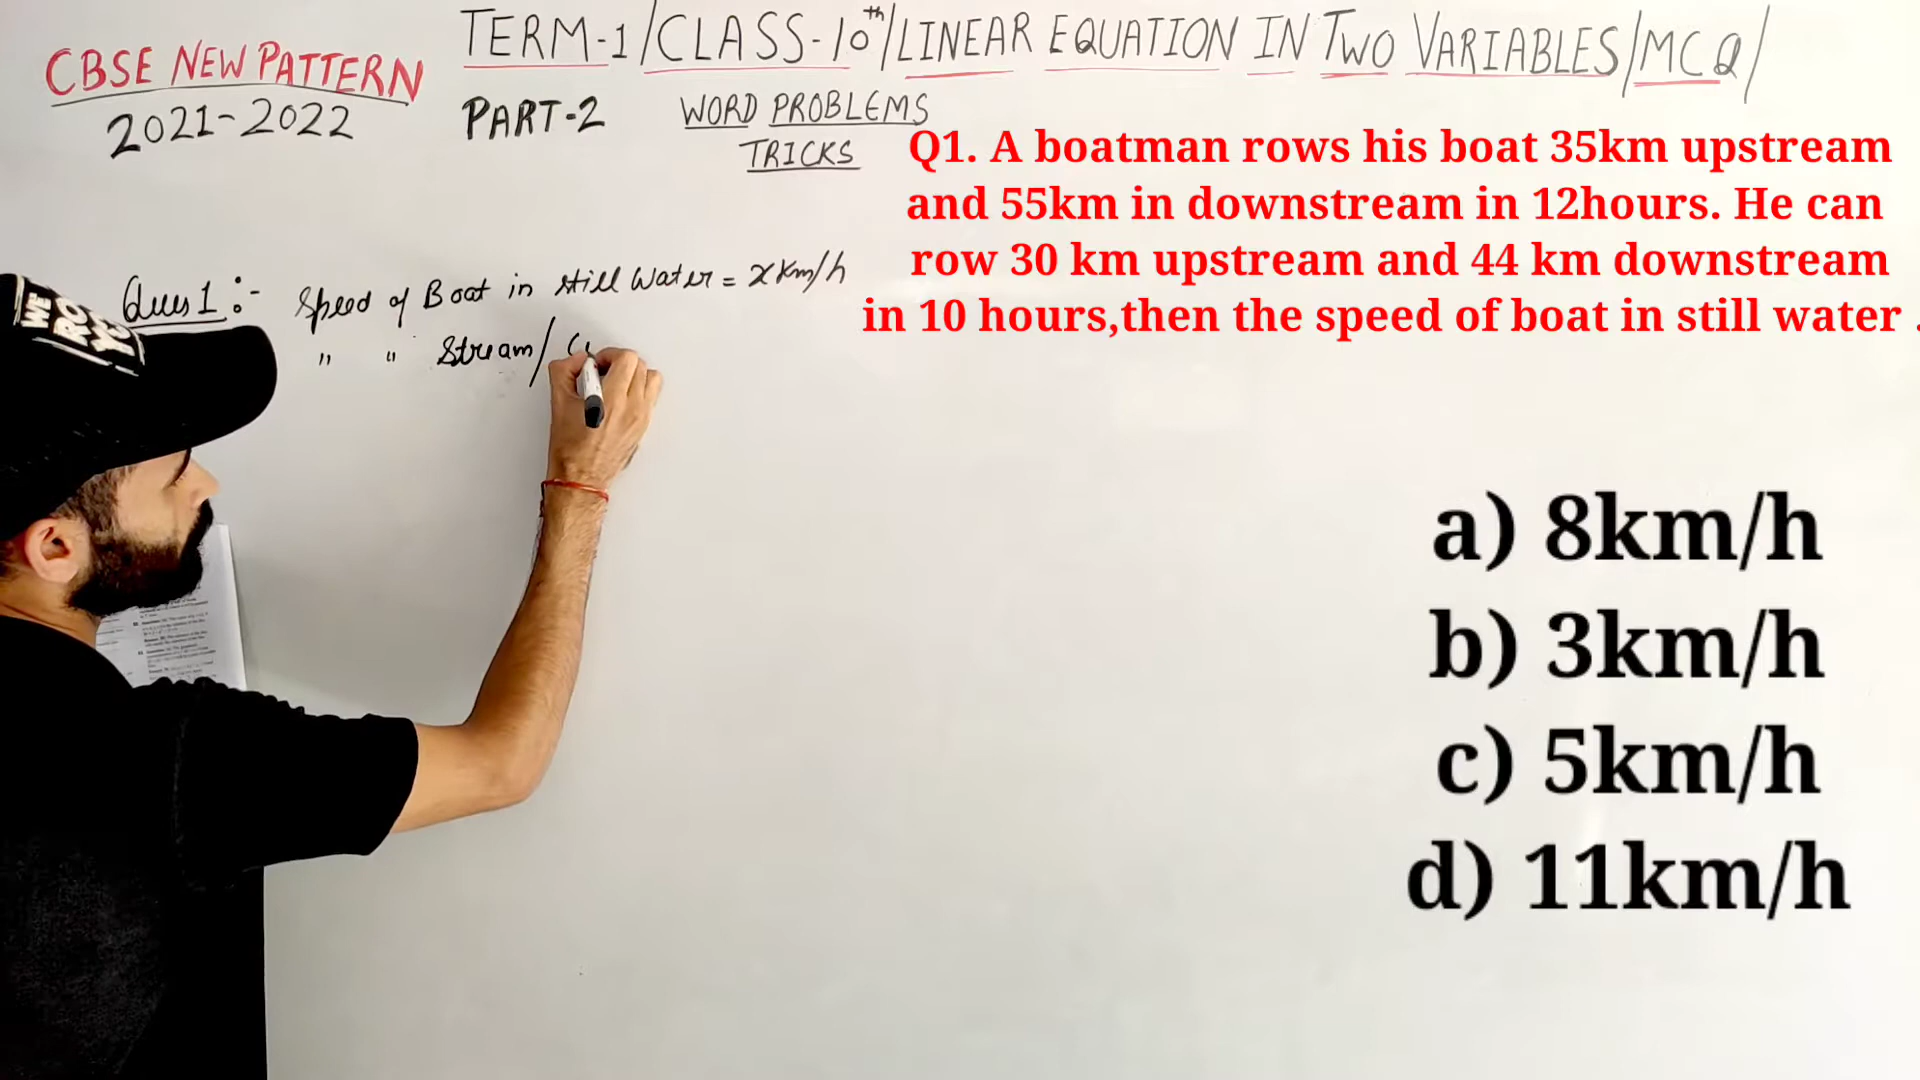 CBSE NEW PATTERN
2021-2022
TERM-1/CLASS-10th/LINEAR EQUATION IN TWO VARIABLES/MCQ/
PART-2
WORD PROBLEMS
TRICKS
Q1. A boatman rows his boat 35km upstream
and 55km in downstream in 12hours. He can
row 30 km upstream and 44 km downstream
in 10 hours,then the speed of boat in still water .
Ques 1 :- Speed of Boat in still Water = x km/h
" " Stream/
WE
RO
YO
a) 8km/h
b) 3km/h
c) 5km/h
d) 11km/h